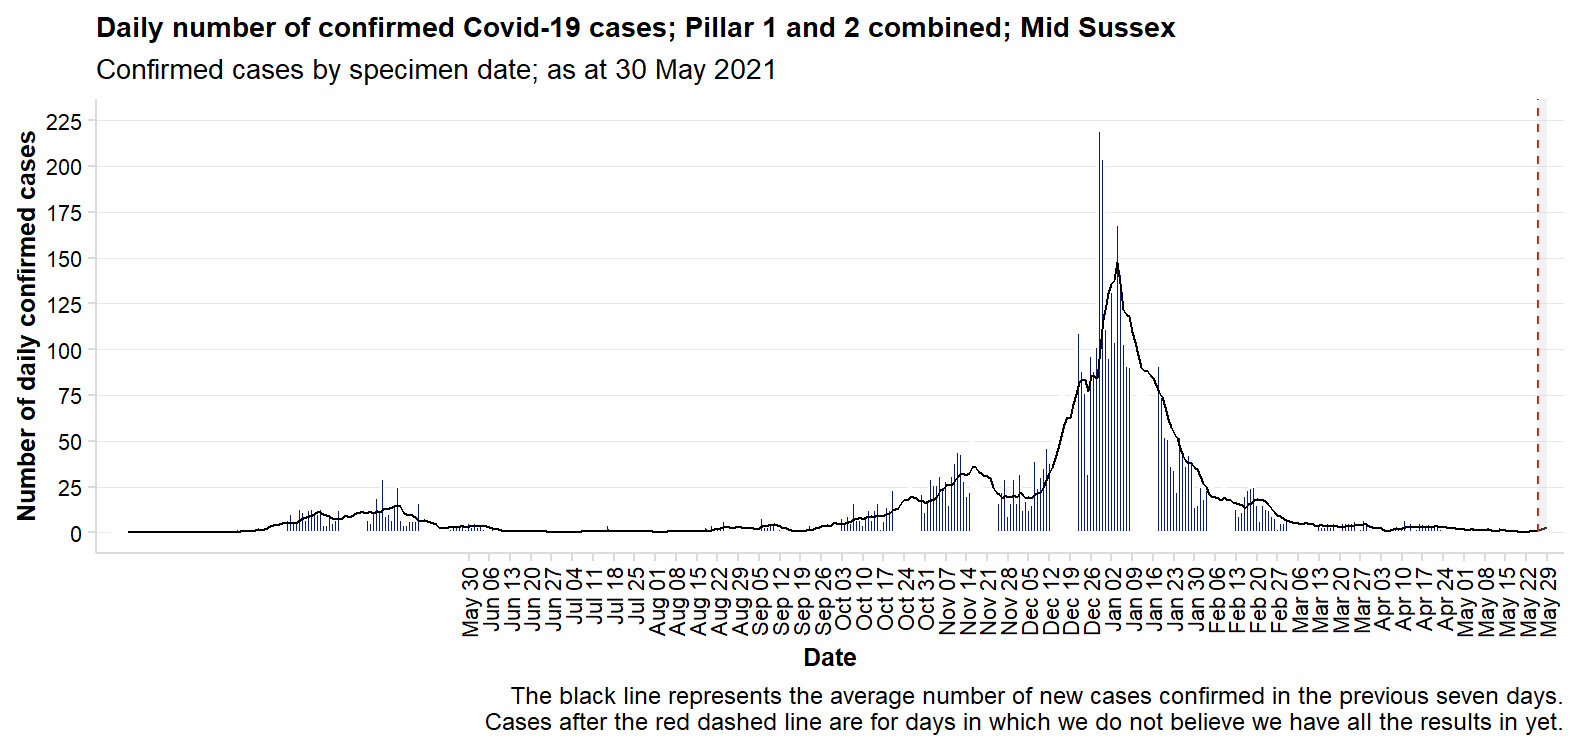 Daily number of confirmed Covid-19 cases; Pillar 1 and 2 combined; Mid Sussex
Confirmed cases by specimen date; as at 30 May 2021
Number of daily confirmed cases
225
200
175
150
125
100
75
50
25
0
May 30
Jun 06
Jun 13
Jun 20
Jun 27
Jul 04
Jul 11
Jul 18
Jul 25
Aug 01
Aug 08
Aug 15
Aug 22
Aug 29
Sep 05
Sep 12
Sep 19
Sep 26
Oct 03
Oct 10
Oct 17
Oct 24
Oct 31
Nov 07
Nov 14
Nov 21
Nov 28
Dec 05
Dec 12
Dec 19
Dec 26
Jan 02
Jan 09
Jan 16
Jan 23
Jan 30
Feb 06
Feb 13
Feb 20
Feb 27
Mar 06
Mar 13
Mar 20
Mar 27
Apr 03
Apr 10
Apr 17
Apr 24
May 01
May 08
May 15
May 22
May 29
Date
The black line represents the average number of new cases confirmed in the previous seven days.
Cases after the red dashed line are for days in which we do not believe we have all the results in yet.